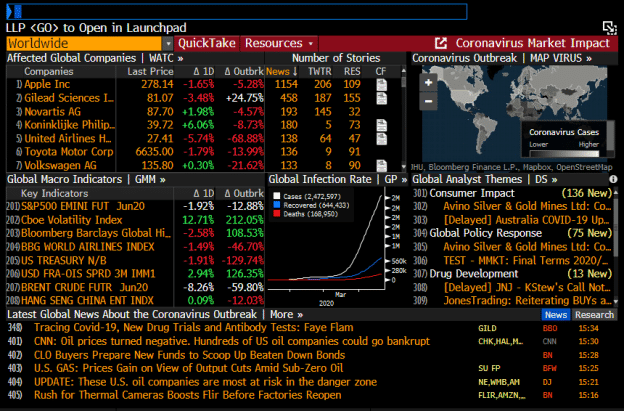 LLP <GO> to Open in Launchpad
Worldwide QuickTake Resources Coronavirus Market Impact
Affected Global Companies | WATC » Number of Stories Coronavirus Outbreak | MAP VIRUS »
Companies Last Price Δ 1D Δ Outbrk News↓ TWTR RES CF
1) Apple Inc 278.14 -1.65% -5.28% 1154 206 109
2) Gilead Sciences I… 81.07 -3.48% +24.75% 458 187 155
3) Novartis AG 87.70 +1.98% -4.57% 193 145 32
4) Koninklijke Philip… 39.72 +6.06% -8.73% 180 5 73
5) United Airlines H… 27.41 -5.74% -68.88% 138 64 47
6) Toyota Motor Corp 6635.00 -1.79% -13.99% 136 9 91
7) Volkswagen AG 135.80 +0.30% -21.62% 133 8 90
+
−
Coronavirus Cases
Lower Higher
JHU, Bloomberg Finance L.P., Mapbox, OpenStreetMap
Global Macro Indicators | GMM » Global Infection Rate | GP » Global Analyst Themes | DS »
Key Indicators Δ 1D Δ Outbrk
201) S&P500 EMINI FUT Jun20 -1.92% -12.88%
202) Cboe Volatility Index 12.71% 212.05%
203) Bloomberg Barclays Global Hi… -2.58% 108.53%
204) BBG WORLD AIRLINES INDEX -1.49% -46.70%
205) US TREASURY N/B -1.91% -129.74%
206) USD FRA-OIS SPRD 3M IMM1 2.94% 126.35%
207) BRENT CRUDE FUTR Jun20 -8.26% -59.80%
208) HANG SENG CHINA ENT INDX 0.09% -12.03%
Cases (2,472,597)
Recovered (644,433)
Deaths (168,950)
2M
2M
2M
1M
560k
280k
0
Mar
2020
301) Consumer Impact (136 New)
302) Avino Silver & Gold Mines Ltd: Co…
303) [Delayed] Australia COVID-19 Up…
304) Global Policy Response (75 New)
305) Avino Silver & Gold Mines Ltd: Co…
306) TEST - MMKT: Final Terms 2020/…
307) Drug Development (13 New)
308) [Delayed] JNJ - KStew's Call Not…
309) JonesTrading: Reiterating BUYs a…
Latest Global News About the Coronavirus Outbreak | More » News Research
Tracing Covid-19, New Drug Trials and Antibody Tests: Faye Flam GILD BBO 15:34
401) CNN: Oil prices turned negative. Hundreds of US oil companies could go bankrupt CHK,HAL,M… CNN 15:30
402) CLO Buyers Prepare New Funds to Scoop Up Beaten Down Bonds BN 15:28
403) U.S. GAS: Prices Gain on View of Output Cuts Amid Sub-Zero Oil SU FP BFW 15:25
404) UPDATE: These U.S. oil companies are most at risk in the danger zone NE,WHB,AM DJ 15:21
405) Rush for Thermal Cameras Boosts Flir Before Factories Reopen FLIR,AMZN,… BN 15:16